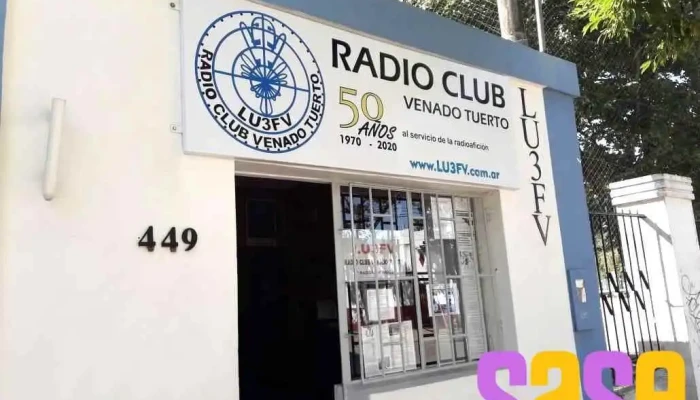 RADIO CLUB VENADO TUERTO
LU3FV
RADIO CLUB
VENADO TUERTO
50
AÑOS
al servicio de la radioafición
1970 - 2020
www.LU3FV.com.ar
LU3FV
449
LU3FV